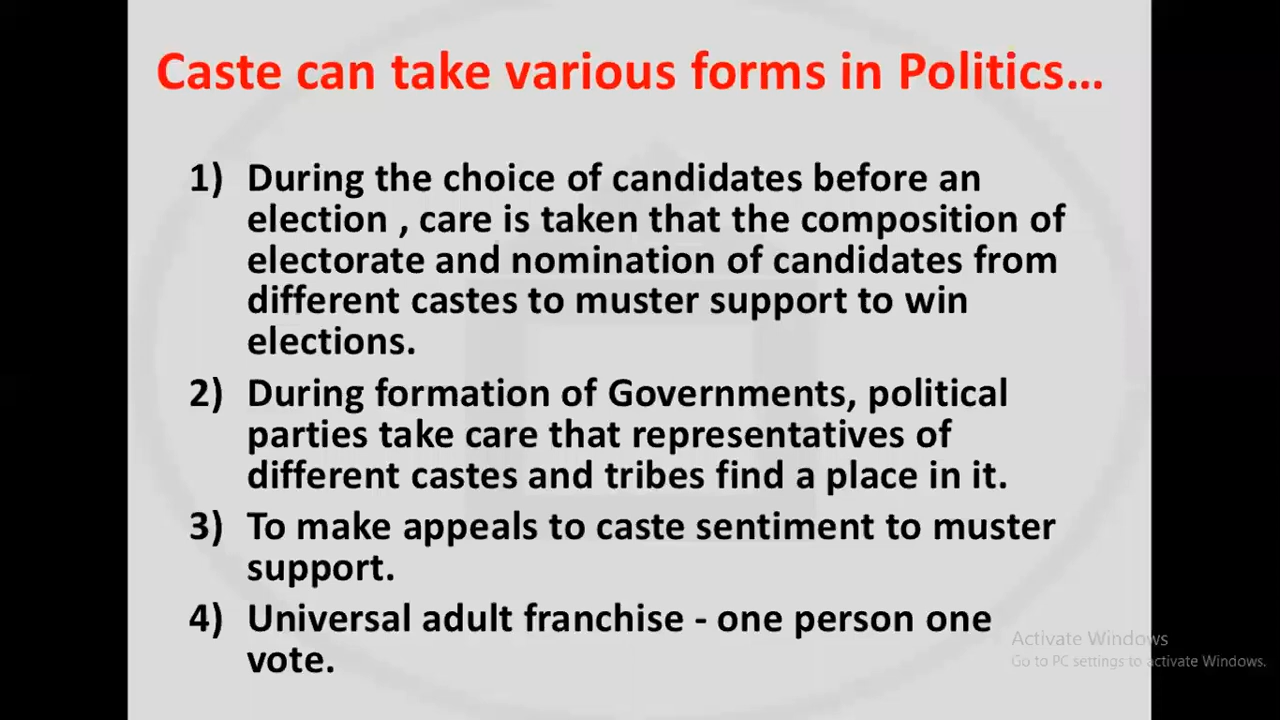 Caste can take various forms in Politics...
1) During the choice of candidates before an
election , care is taken that the composition of
electorate and nomination of candidates from
different castes to muster support to win
elections.
2) During formation of Governments, political
parties take care that representatives of
different castes and tribes find a place in it.
3) To make appeals to caste sentiment to muster
support.
4) Universal adult franchise - one person one
vote.
Activate Windows
Go to PC settings to activate Windows.